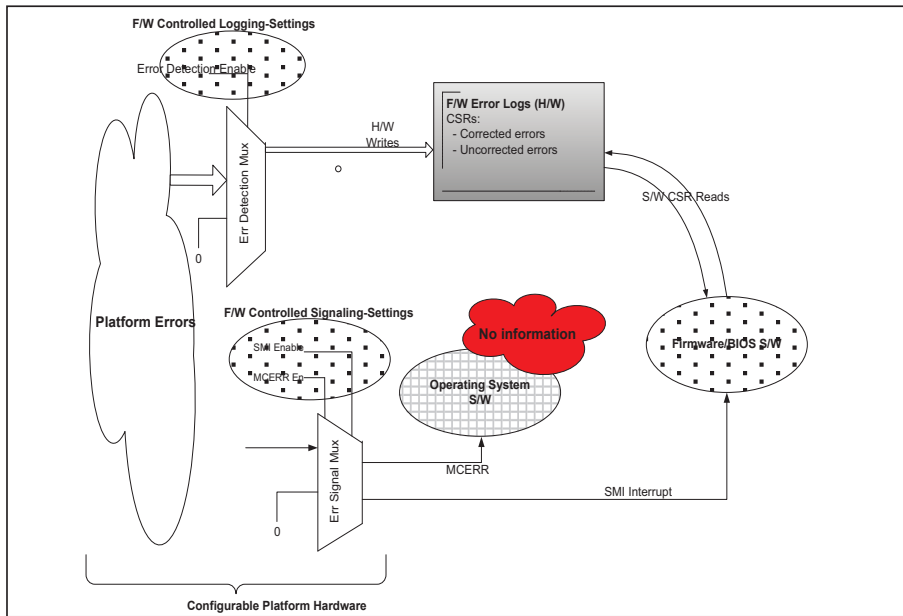 F/W Controlled Logging-Settings
Error Detection Enable
F/W Error Logs (H/W)
CSRs:
- Corrected errors
- Uncorrected errors
H/W
Writes
Err Detection Mux
S/W CSR Reads
0
Platform Errors
F/W Controlled Signaling-Settings
No information
SMI Enable
Firmware/BIOS S/W
MCERR En
Operating System
S/W
Err Signal Mux
MCERR
SMI Interrupt
0
Configurable Platform Hardware